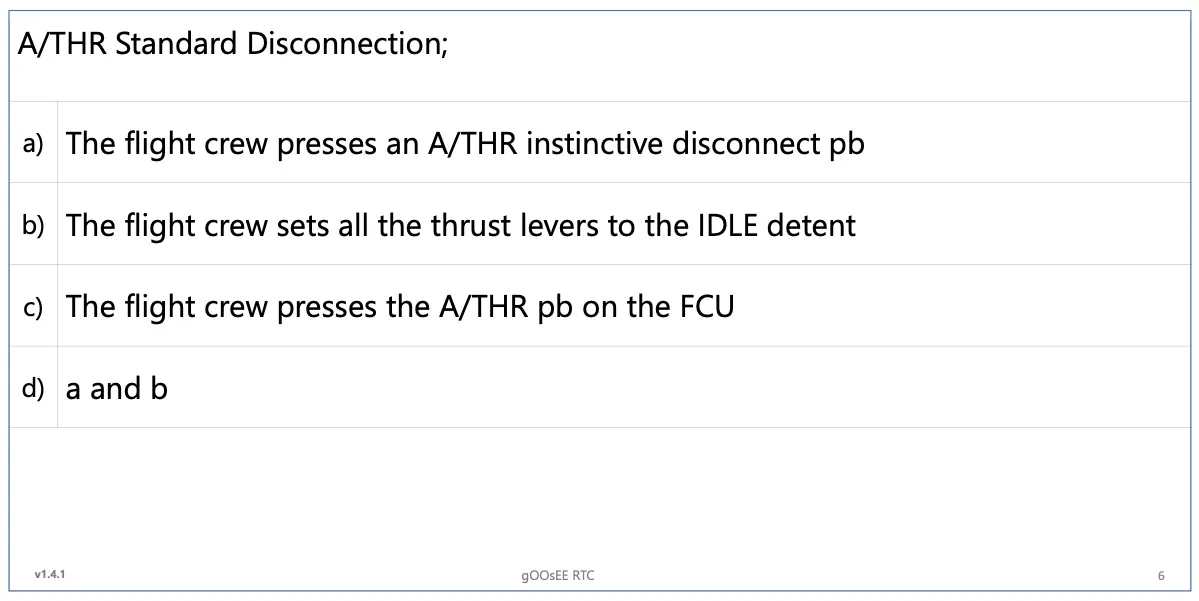 A/THR Standard Disconnection;
a) The flight crew presses an A/THR instinctive disconnect pb
b) The flight crew sets all the thrust levers to the IDLE detent
c) The flight crew presses the A/THR pb on the FCU
d) a and b
v1.4.1 gOOsEE RTC 6